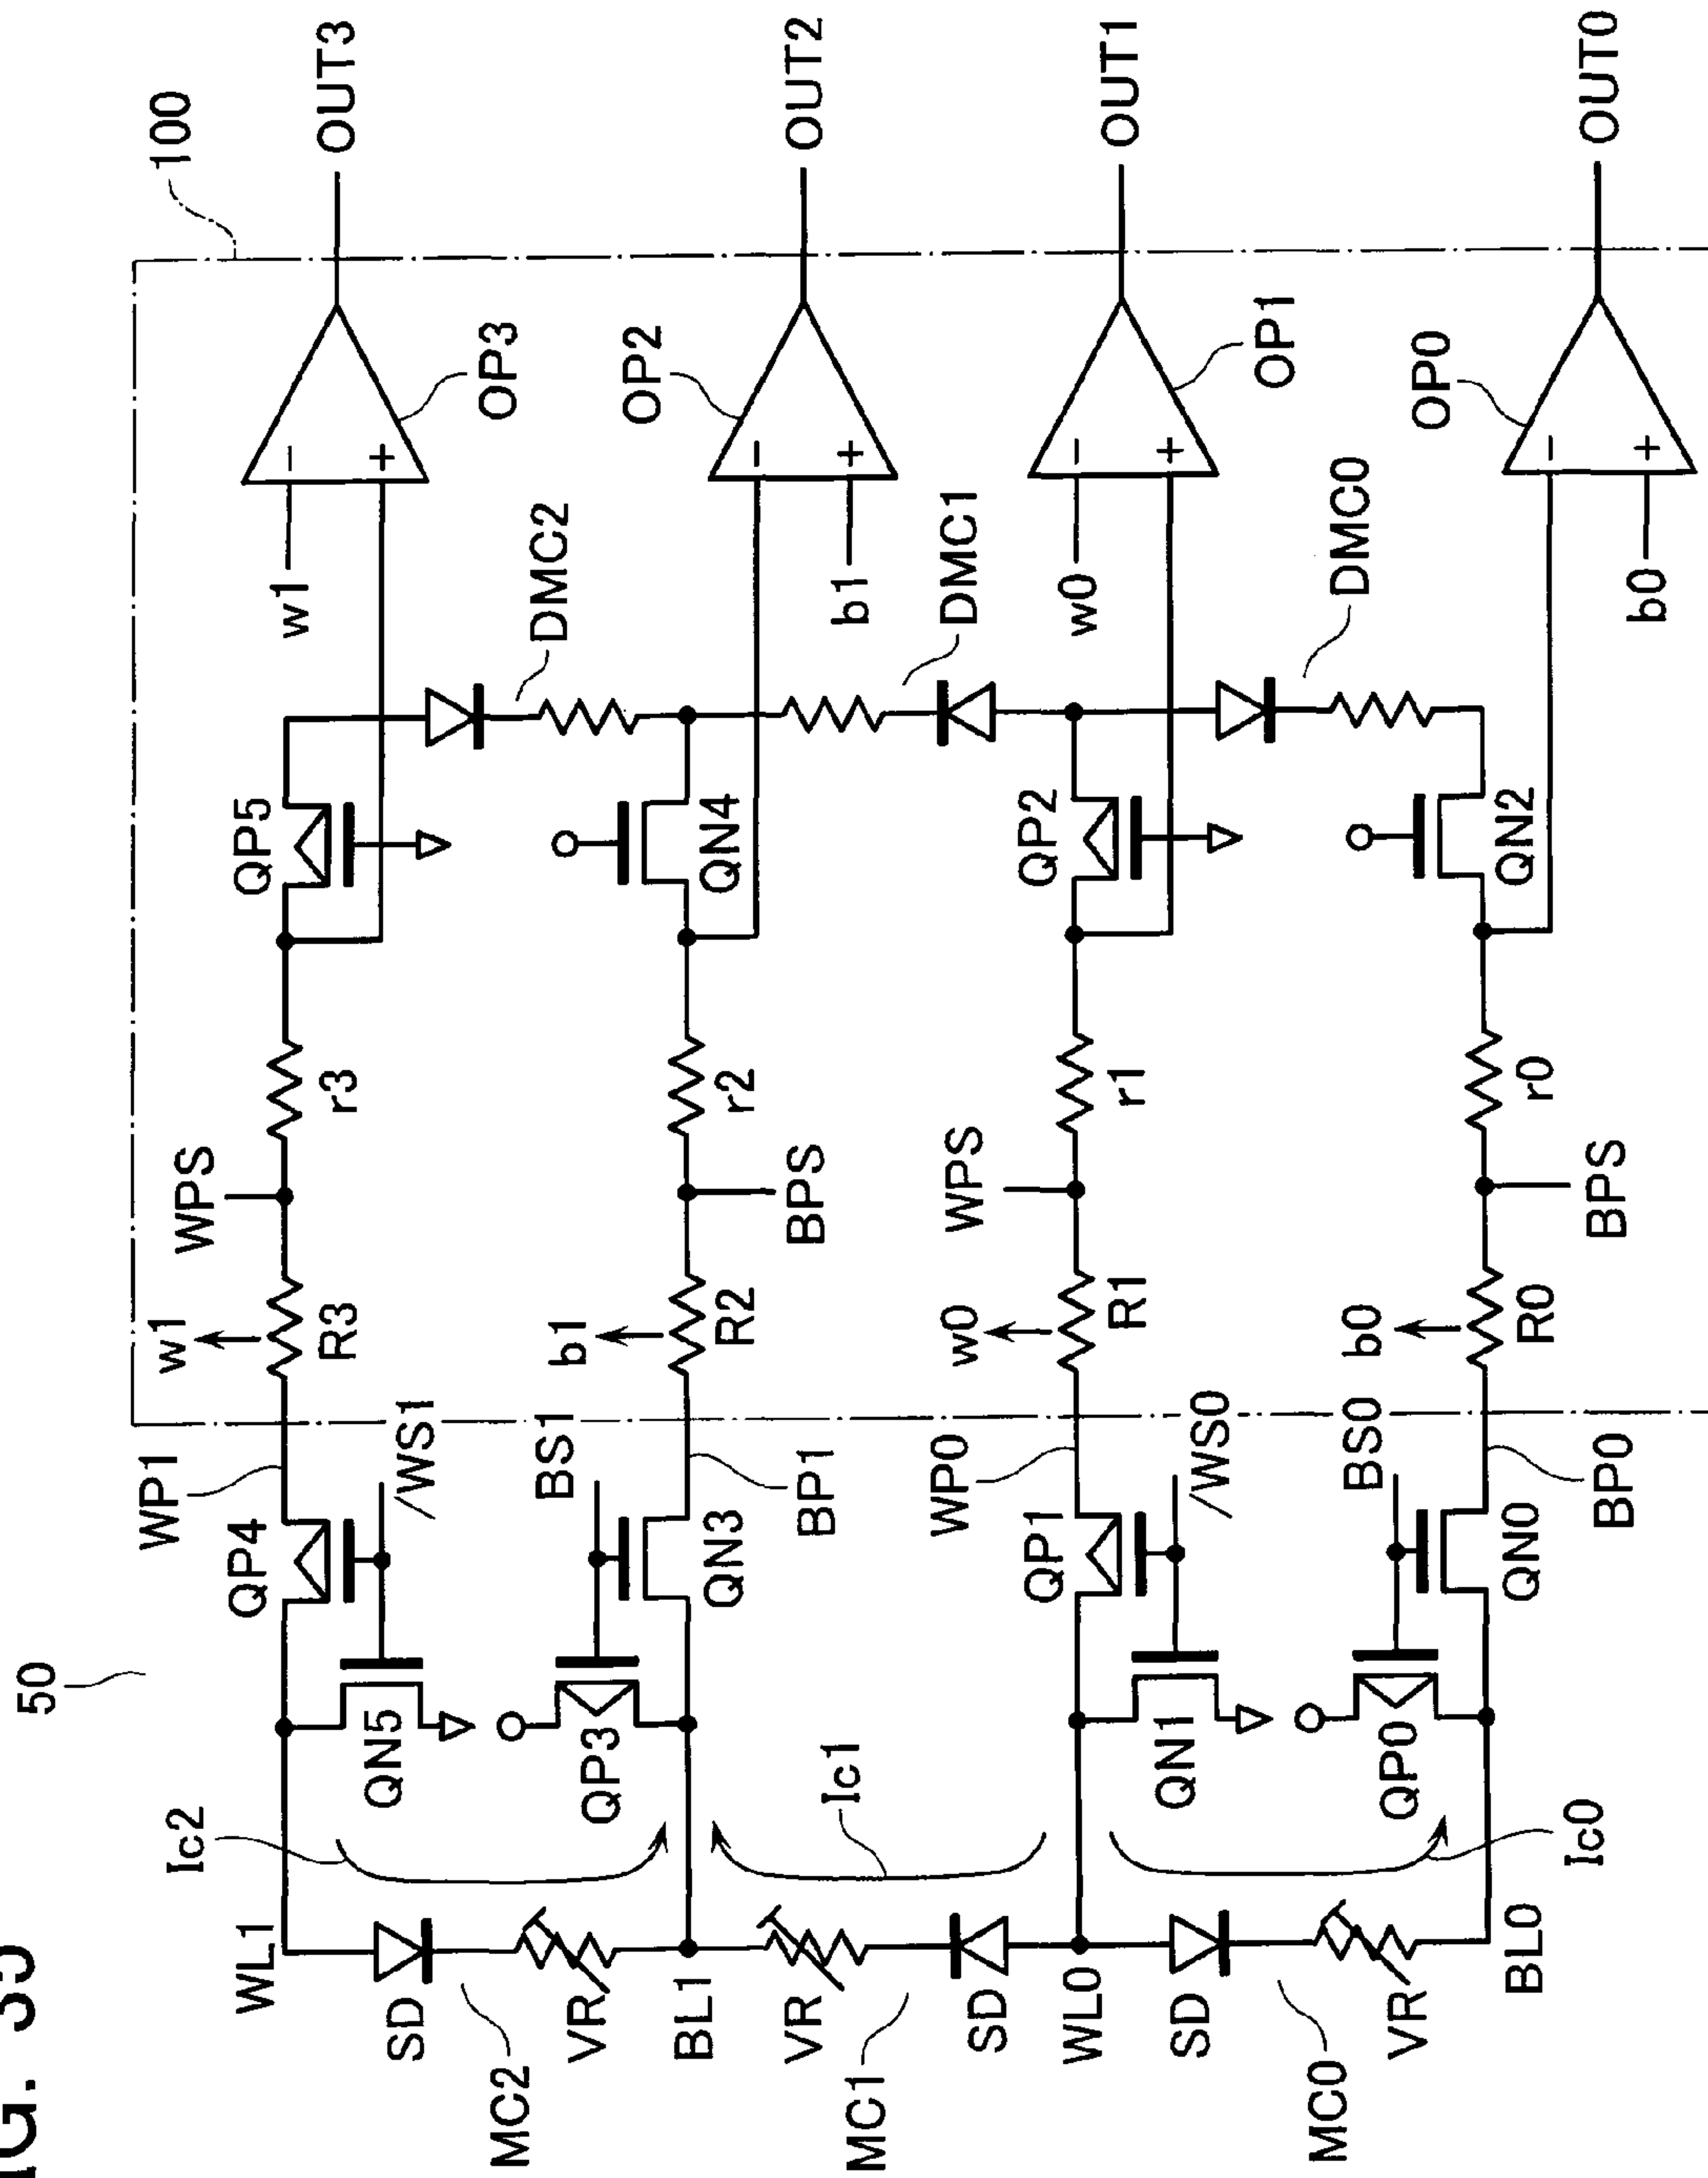 100
OUT3
OUT2
OUT1
OUT0
OP3
OP2
OP1
OP0
−
+
−
+
−
+
−
+
w1
b1
w0
b0
DMC2
DMC1
DMC0
QP5
QN4
QP2
QN2
r3
r2
r1
r0
WPS
BPS
WPS
BPS
w1
b1
w0
b0
R3
R2
R1
R0
WP1
/WS1
BS1
BP1
WP0
/WS0
BS0
BP0
QP4
QN3
QP1
QN0
50
QN5
QP3
QN1
QP0
Ic2
Ic1
Ic0
WL1
BL1
WL0
BL0
SD
VR
VR
SD
SD
VR
MC2
MC1
MC0